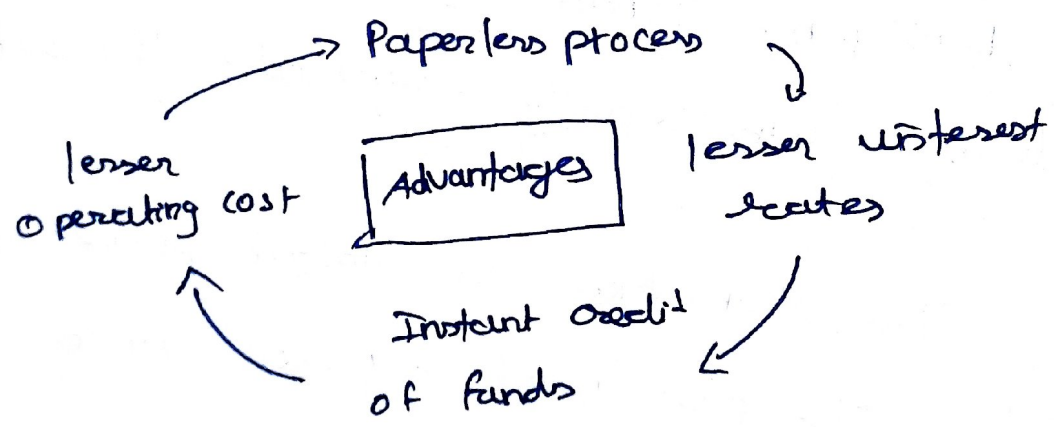 Paperless process
lesser interest
rates
Advantages
lesser
operating cost
Instant credit
of funds